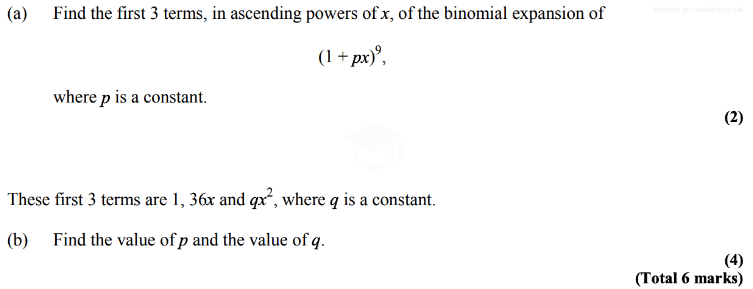 (a) Find the first 3 terms, in ascending powers of x, of the binomial expansion of
(1 + px)⁹,
where p is a constant.
(2)
These first 3 terms are 1, 36x and qx², where q is a constant.
(b) Find the value of p and the value of q.
(4)
(Total 6 marks)